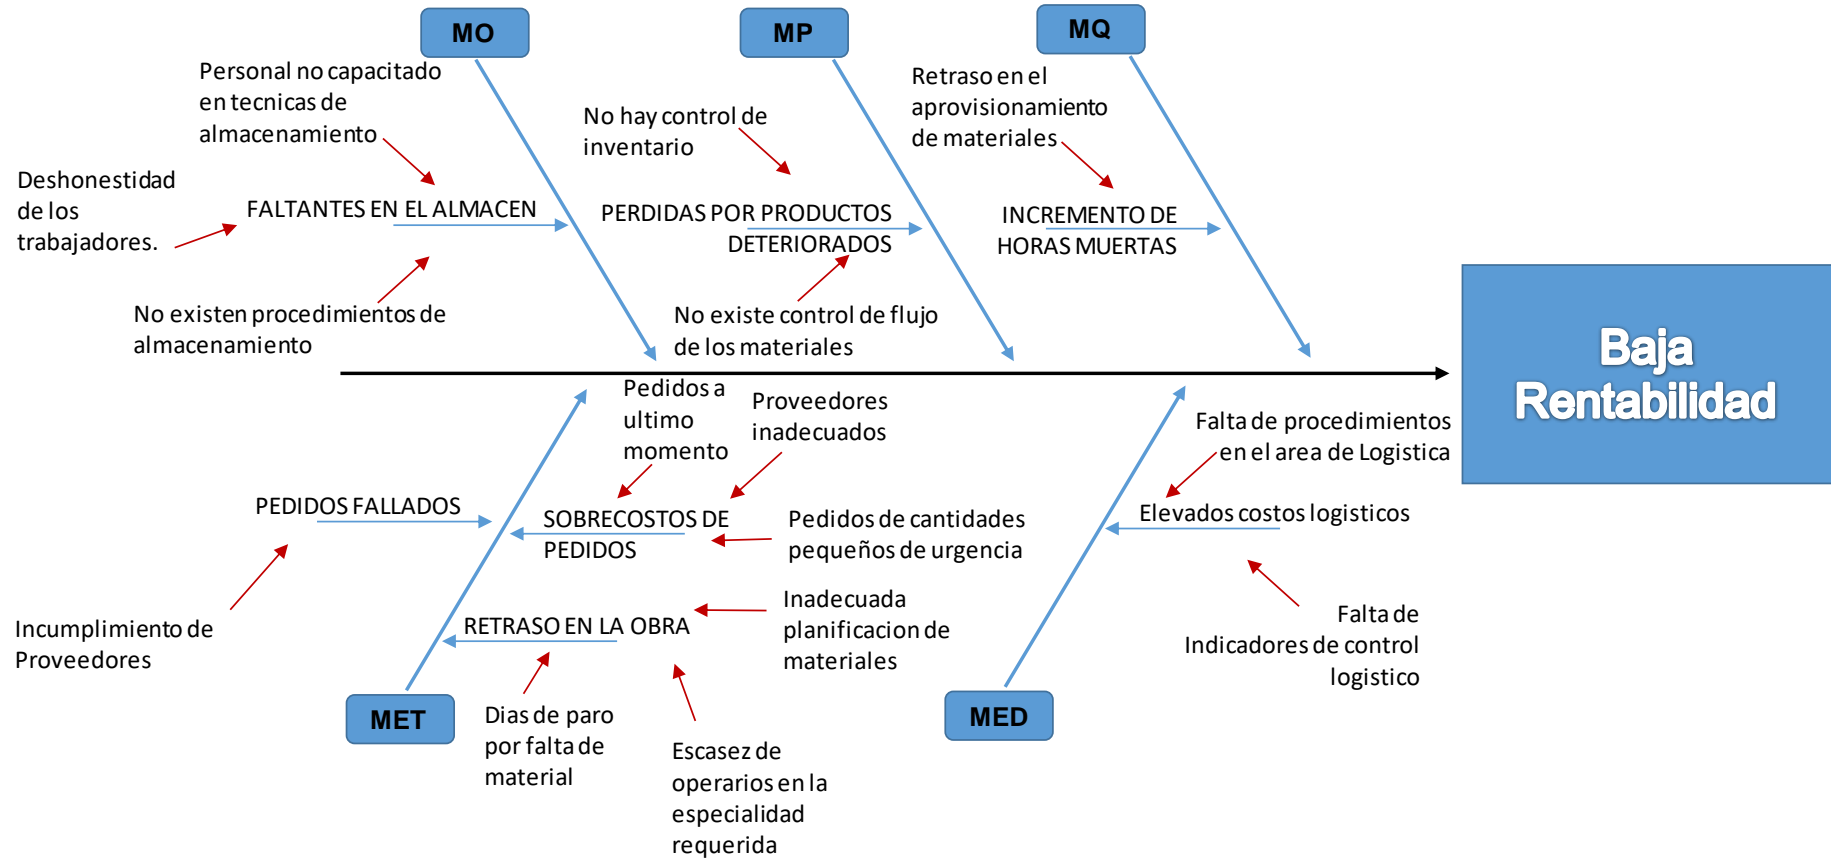 MO
MP
MQ
Personal no capacitado
en tecnicas de
almacenamiento
No hay control de
inventario
Retraso en el
aprovisionamiento
de materiales
Deshonestidad
de los
trabajadores.
FALTANTES EN EL ALMACEN
PERDIDAS POR PRODUCTOS
DETERIORADOS
INCREMENTO DE
HORAS MUERTAS
No existen procedimientos de
almacenamiento
No existe control de flujo
de los materiales
Baja
Rentabilidad
Pedidos a
ultimo
momento
Proveedores
inadecuados
Falta de procedimientos
en el area de Logistica
PEDIDOS FALLADOS
SOBRECOSTOS DE
PEDIDOS
Pedidos de cantidades
pequeños de urgencia
Elevados costos logisticos
Incumplimiento de
Proveedores
RETRASO EN LA OBRA
Inadecuada
planificacion de
materiales
Falta de
Indicadores de control
logistico
MET
MED
Dias de paro
por falta de
material
Escasez de
operarios en la
especialidad
requerida